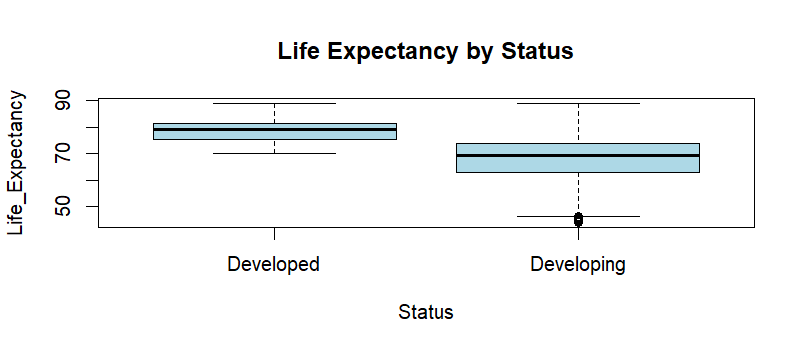 Life Expectancy by Status
Life_Expectancy
90
70
50
Developed
Developing
Status